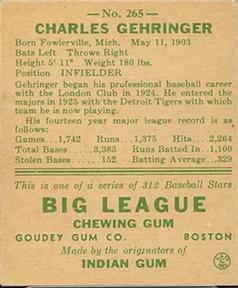 — No. 265 —
CHARLES GEHRINGER
Born Fowlerville, Mich. May 11, 1903
Bats Left Throws Right
Height 5' 11" Weight 180 lbs.
Position INFIELDER
Gehringer began his professional baseball career
with the London Club in 1924. He entered the
majors in 1925 with the Detroit Tigers with which
team he is now playing.
His fourteen year major league record is as
follows:
Games....1,742 Runs....1,375 Hits....2,264
Total Bases......3,383 Runs Batted In...1,100
Stolen Bases......152 Batting Average...329
This is one of a series of 312 Baseball Stars
BIG LEAGUE
CHEWING GUM
GOUDEY GUM CO. BOSTON
Made by the originators of
INDIAN GUM